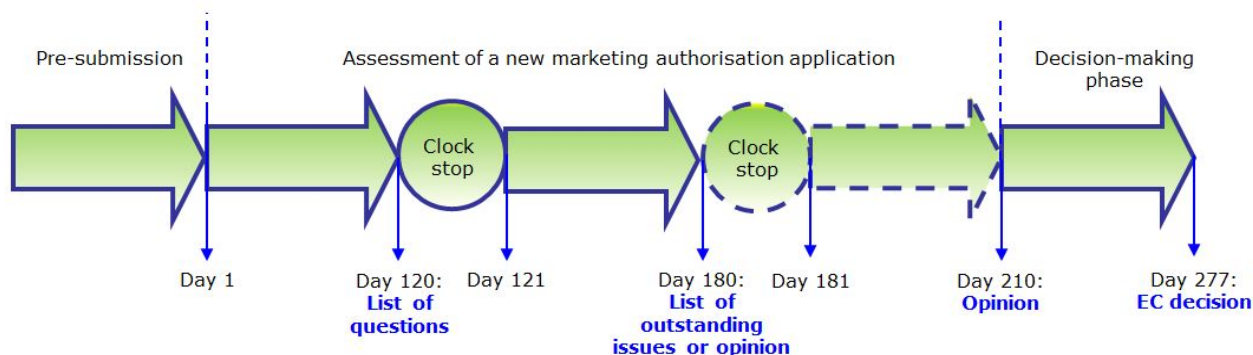 Pre-submission
Assessment of a new marketing authorisation application
Decision-making
phase
Clock
stop
Clock
stop
Day 1
Day 120:
List of
questions
Day 121
Day 180:
List of
outstanding
issues or opinion
Day 181
Day 210:
Opinion
Day 277:
EC decision